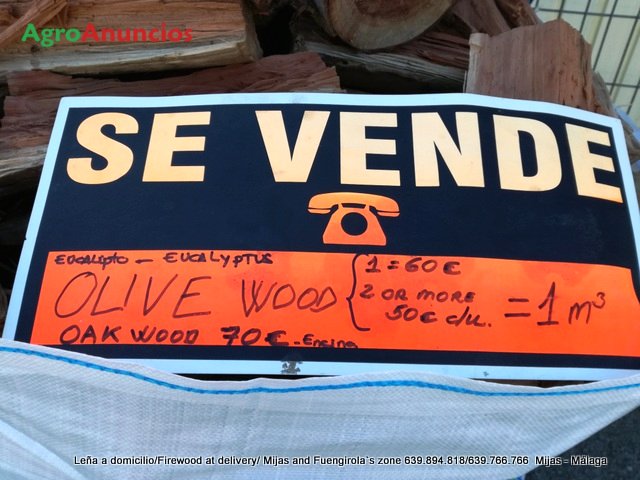 AgroAnuncios
SE VENDE
EUCALIPTO - EUCALYPTUS
OLIVE WOOD { 1 = 60 € = 1 m³
2 OR MORE
50€ c/u.
OAK WOOD 70€ - Encina
Leña a domicilio/Firewood at delivery/ Mijas and Fuengirola`s zone 639.894.818/639.766.766 Mijas - Málaga